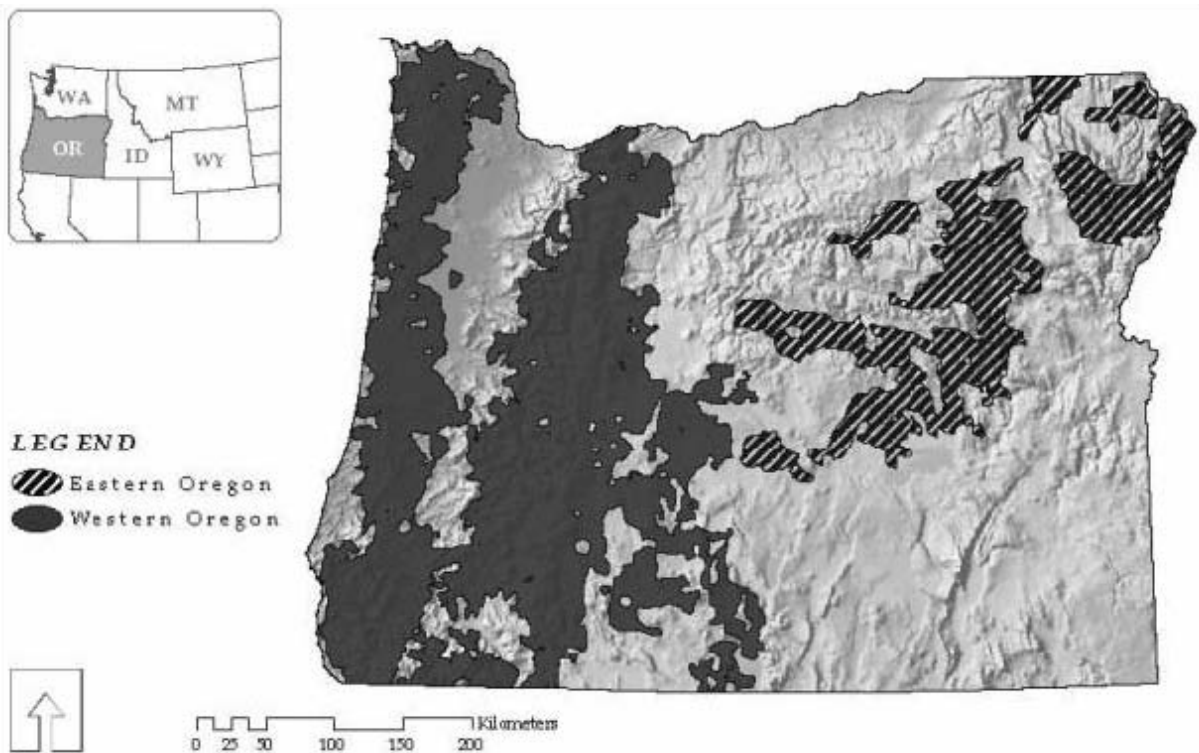 WA
MT
OR
ID
WY
LEGEND
Eastern Oregon
Western Oregon
Kilometers
0 25 50 100 150 200